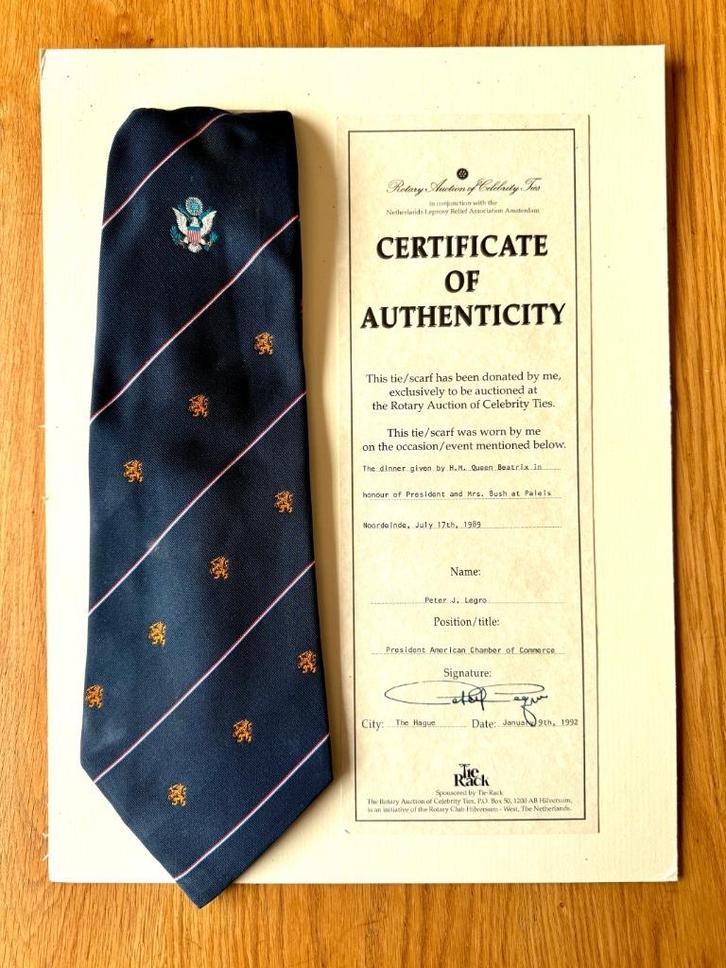 Rotary Auction of Celebrity Ties
in conjunction with the
Netherlands Leprosy Relief Association Amsterdam
CERTIFICATE
OF
AUTHENTICITY
This tie/scarf has been donated by me,
exclusively to be auctioned at
the Rotary Auction of Celebrity Ties.
This tie/scarf was worn by me
on the occasion/event mentioned below.
The dinner given by H.M. Queen Beatrix in
honour of President and Mrs. Bush at Paleis
Noordeinde, July 17th, 1989
Name:
Peter J. Legro
Position/title:
President American Chamber of Commerce
Signature:
City: The Hague Date: January 9th, 1992
Tie
Rack
Sponsored by Tie-Rack
The Rotary Auction of Celebrity Ties, P.O. Box 50, 1200 AB Hilversum,
is an initiative of the Rotary Club Hilversum - West, The Netherlands.